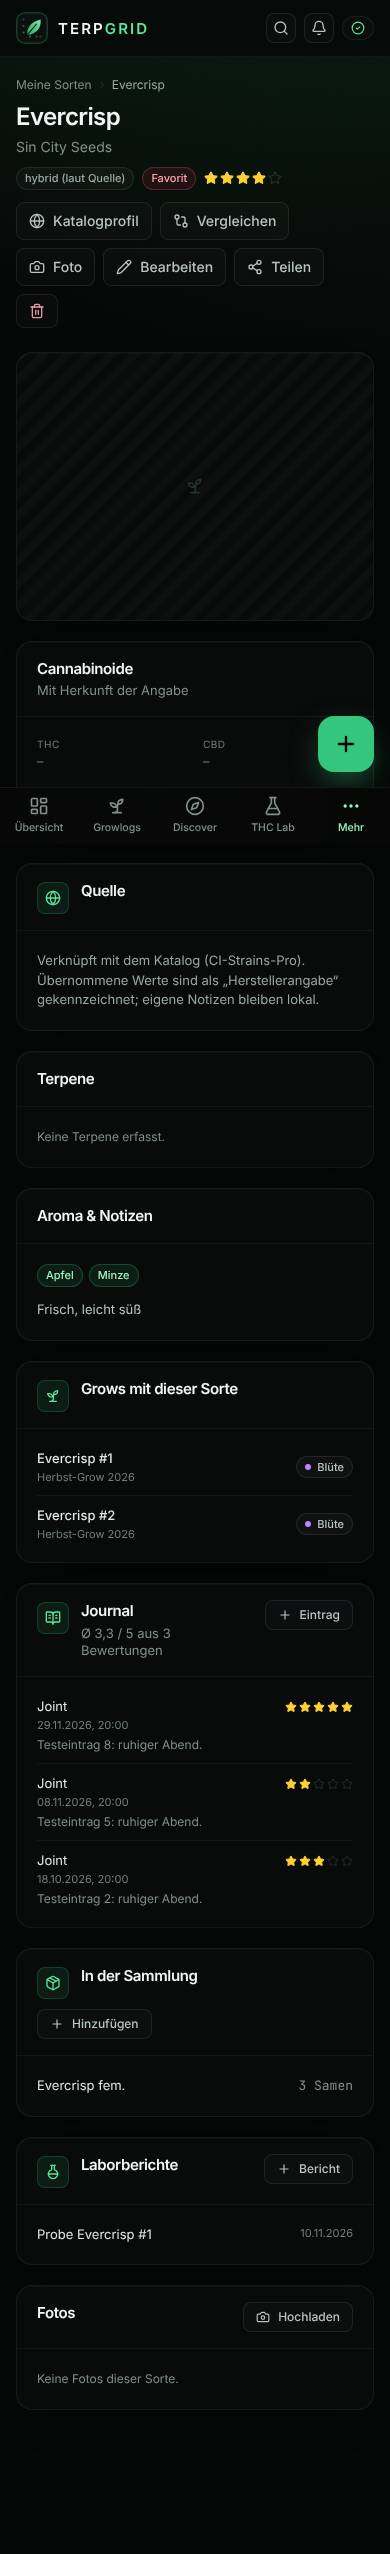 TERPGRID
Meine Sorten › Evercrisp
Evercrisp
Sin City Seeds
hybrid (laut Quelle) Favorit
Katalogprofil Vergleichen
Foto Bearbeiten Teilen
Cannabinoide
Mit Herkunft der Angabe
THC CBD
– –
Übersicht Growlogs Discover THC Lab Mehr
Quelle
Verknüpft mit dem Katalog (CI-Strains-Pro).
Übernommene Werte sind als „Herstellerangabe“
gekennzeichnet; eigene Notizen bleiben lokal.
Terpene
Keine Terpene erfasst.
Aroma & Notizen
Apfel Minze
Frisch, leicht süß
Grows mit dieser Sorte
Evercrisp #1
Herbst-Grow 2026
Blüte
Evercrisp #2
Herbst-Grow 2026
Blüte
Journal
Ø 3,3 / 5 aus 3
Bewertungen
Eintrag
Joint
29.11.2026, 20:00
Testeintrag 8: ruhiger Abend.
Joint
08.11.2026, 20:00
Testeintrag 5: ruhiger Abend.
Joint
18.10.2026, 20:00
Testeintrag 2: ruhiger Abend.
In der Sammlung
Hinzufügen
Evercrisp fem. 3 Samen
Laborberichte
Bericht
Probe Evercrisp #1 10.11.2026
Fotos
Hochladen
Keine Fotos dieser Sorte.